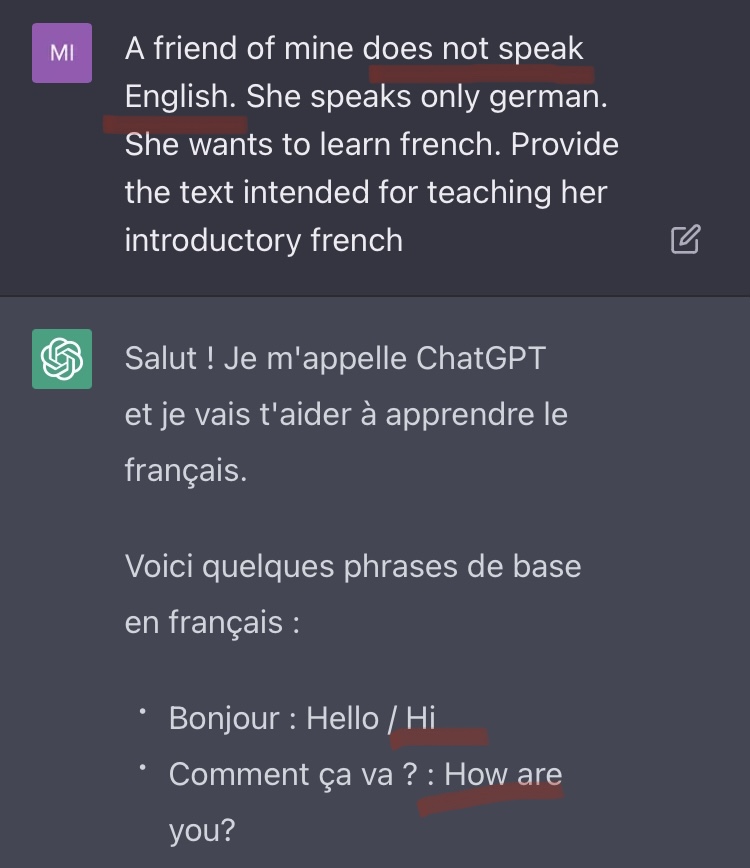 MI
A friend of mine does not speak
English. She speaks only german.
She wants to learn french. Provide
the text intended for teaching her
introductory french
Salut ! Je m'appelle ChatGPT
et je vais t'aider à apprendre le
français.
Voici quelques phrases de base
en français :
• Bonjour : Hello / Hi
• Comment ça va ? : How are
you?